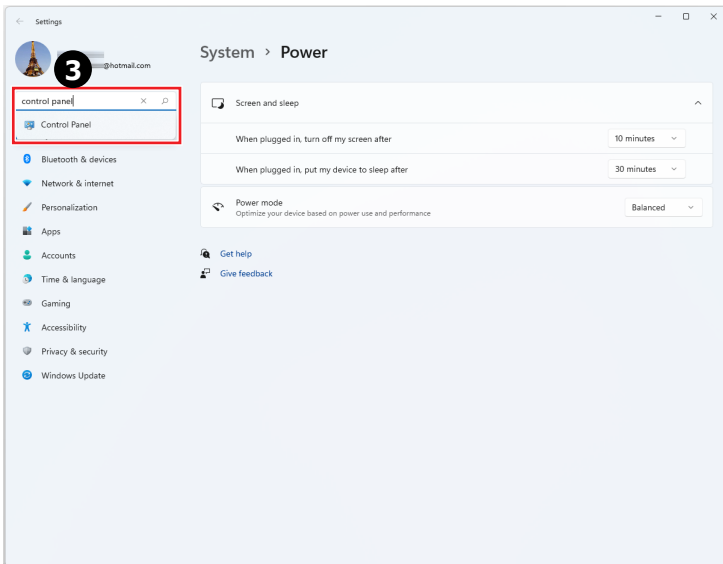 Settings
3
@hotmail.com
System > Power
control panel
Control Panel
Bluetooth & devices
Network & internet
Personalization
Apps
Accounts
Time & language
Gaming
Accessibility
Privacy & security
Windows Update
Screen and sleep
When plugged in, turn off my screen after
10 minutes
When plugged in, put my device to sleep after
30 minutes
Power mode
Optimize your device based on power use and performance
Balanced
Get help
Give feedback